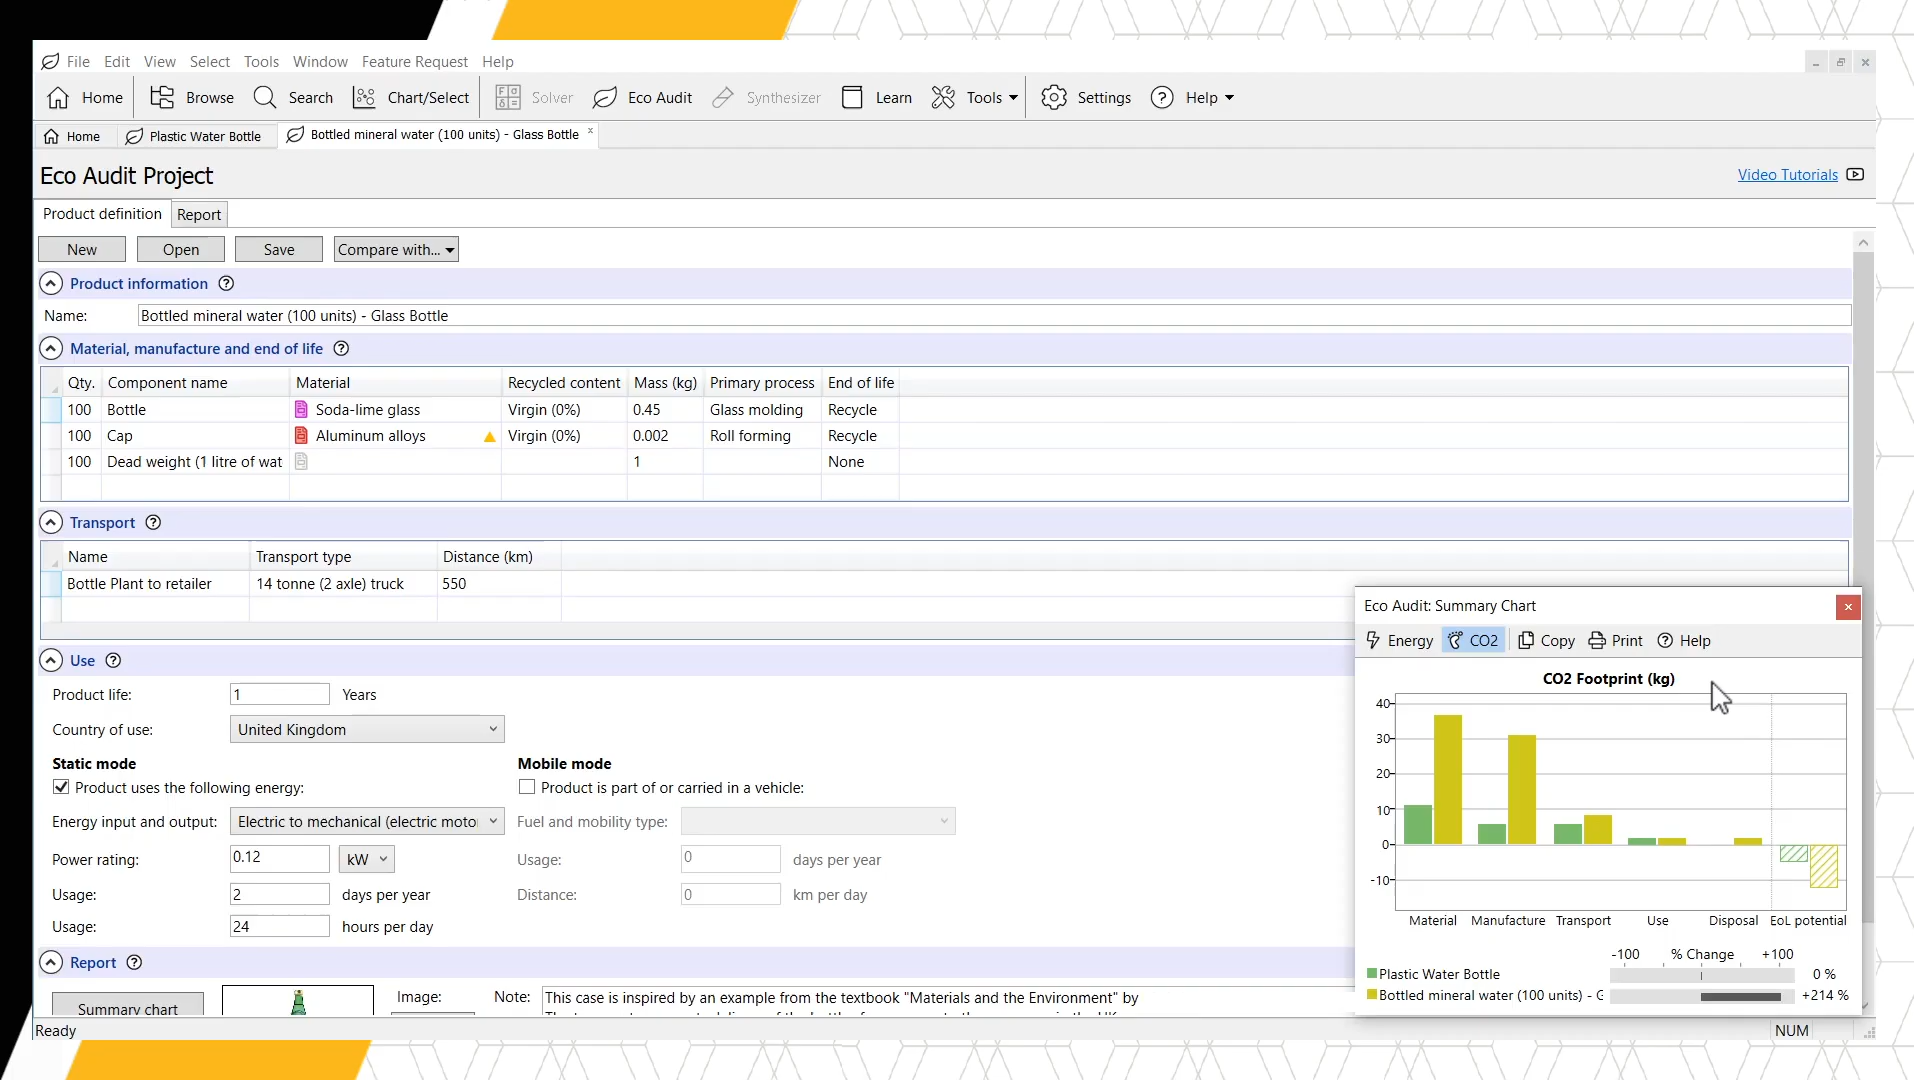 File Edit View Select Tools Window Feature Request Help
Home Browse Search Chart/Select Solver Eco Audit Synthesizer Learn Tools Settings Help
Home Plastic Water Bottle Bottled mineral water (100 units) - Glass Bottle
Eco Audit Project
Video Tutorials
Product definition Report
New Open Save Compare with...
Product information
Name: Bottled mineral water (100 units) - Glass Bottle
Material, manufacture and end of life
Qty. Component name Material Recycled content Mass (kg) Primary process End of life
100 Bottle Soda-lime glass Virgin (0%) 0.45 Glass molding Recycle
100 Cap Aluminum alloys Virgin (0%) 0.002 Roll forming Recycle
100 Dead weight (1 litre of wat 1 None
Transport
Name Transport type Distance (km)
Bottle Plant to retailer 14 tonne (2 axle) truck 550
Use
Product life: 1 Years
Country of use: United Kingdom
Static mode Mobile mode
Product uses the following energy: Product is part of or carried in a vehicle:
Energy input and output: Electric to mechanical (electric moto Fuel and mobility type:
Power rating: 0.12 kW Usage: 0 days per year
Usage: 2 days per year Distance: 0 km per day
Usage: 24 hours per day
Report
Summary chart Image: Note: This case is inspired by an example from the textbook "Materials and the Environment" by
Ready
NUM
Eco Audit: Summary Chart
Energy CO2 Copy Print Help
CO2 Footprint (kg)
40
30
20
10
0
-10
Material Manufacture Transport Use Disposal EoL potential
-100 % Change +100
Plastic Water Bottle 0 %
Bottled mineral water (100 units) - G +214 %